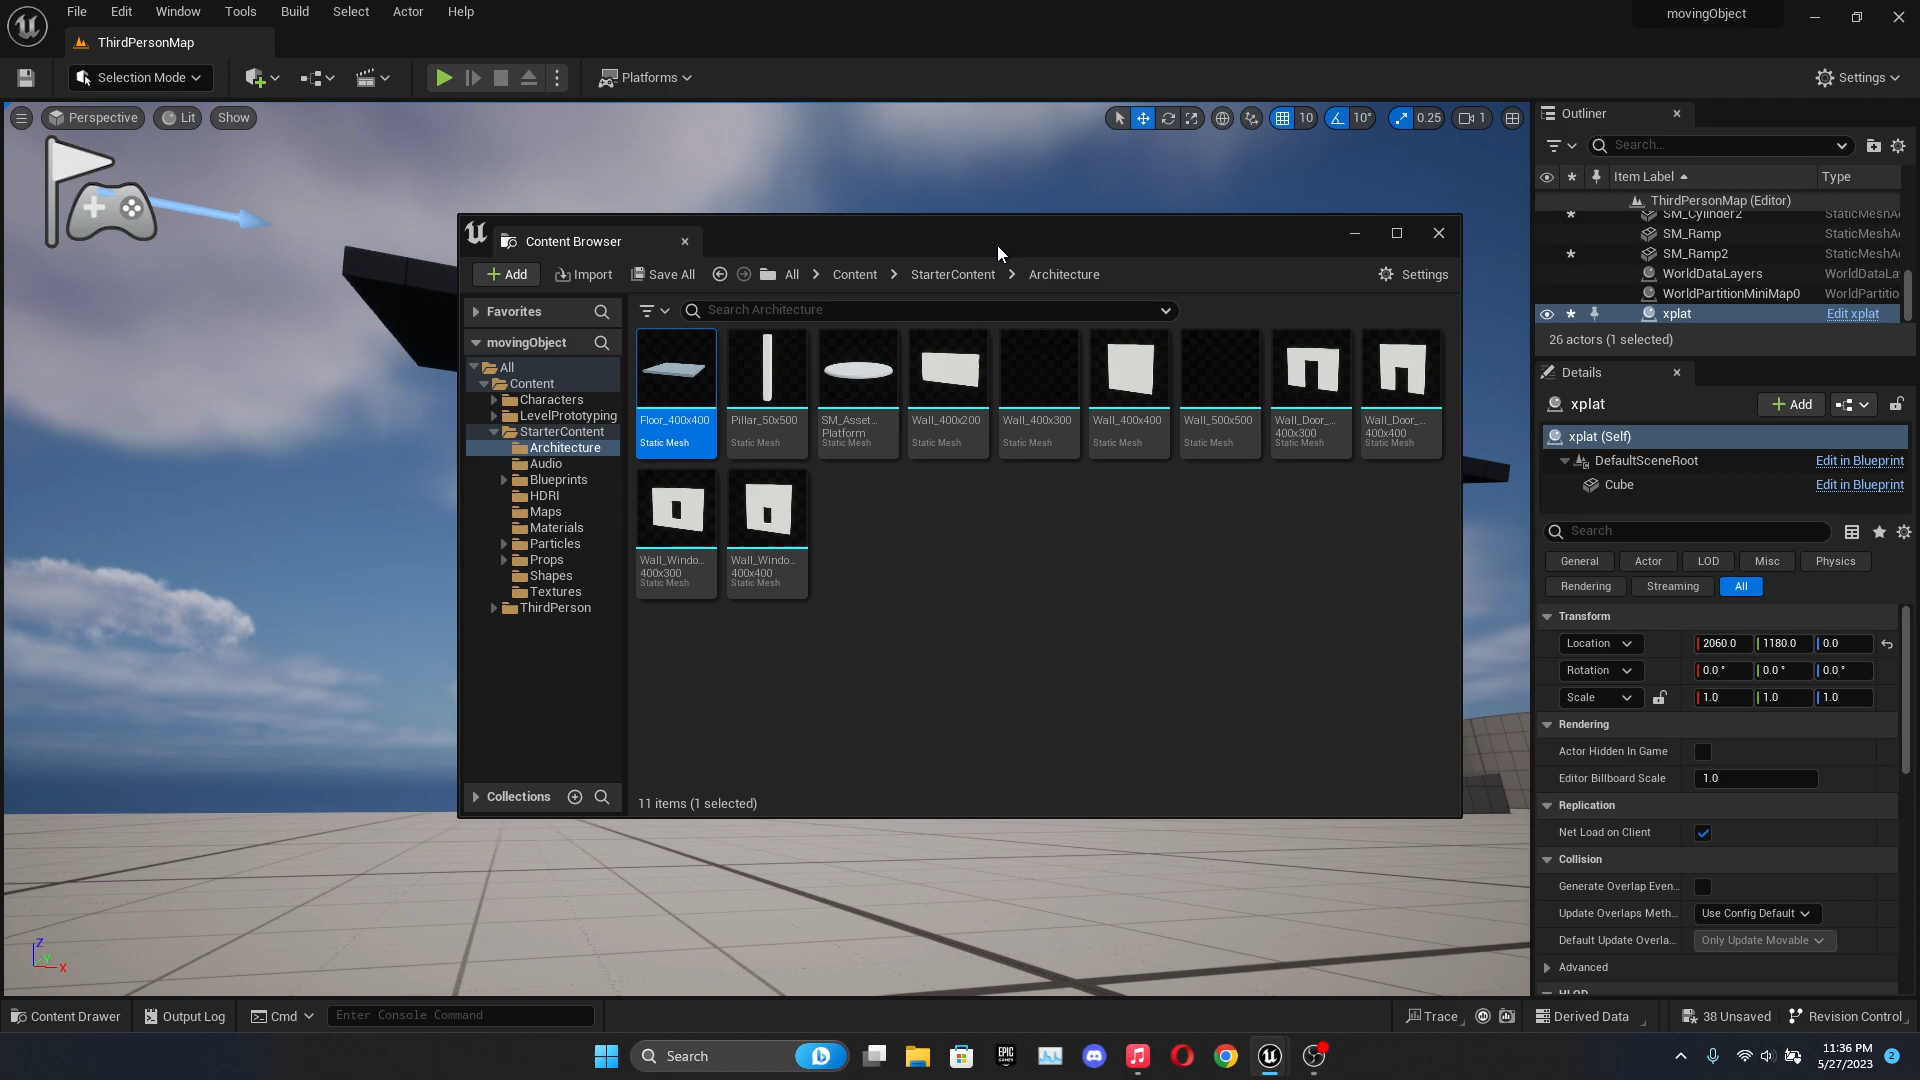 File Edit Window Tools Build Select Actor Help
movingObject
ThirdPersonMap
Selection Mode
Platforms
Settings
Perspective Lit Show
10 10° 0.25 1
Outliner
Search...
Item Label Type
ThirdPersonMap (Editor)
SM_Cylinder2 StaticMeshA
SM_Ramp StaticMeshA
SM_Ramp2 StaticMeshA
WorldDataLayers WorldDataLa
WorldPartitionMiniMap0 WorldPartitio
xplat Edit xplat
26 actors (1 selected)
Content Browser
Add Import Save All All Content StarterContent Architecture Settings
Favorites
Search Architecture
movingObject
All
Content
Characters
LevelPrototyping
StarterContent
Architecture
Audio
Blueprints
HDRI
Maps
Materials
Particles
Props
Shapes
Textures
ThirdPerson
Collections
Floor_400x400
Static Mesh
Pillar_50x500
Static Mesh
SM_Asset...
Platform
Static Mesh
Wall_400x200
Static Mesh
Wall_400x300
Static Mesh
Wall_400x400
Static Mesh
Wall_500x500
Static Mesh
Wall_Door_...
400x300
Static Mesh
Wall_Door_...
400x400
Static Mesh
Wall_Windo...
400x300
Static Mesh
Wall_Windo...
400x400
Static Mesh
11 items (1 selected)
Details
xplat Add
xplat (Self)
DefaultSceneRoot Edit in Blueprint
Cube Edit in Blueprint
Search
General Actor LOD Misc Physics
Rendering Streaming All
Transform
Location 2060.0 1180.0 0.0
Rotation 0.0° 0.0° 0.0°
Scale 1.0 1.0 1.0
Rendering
Actor Hidden In Game
Editor Billboard Scale 1.0
Replication
Net Load on Client
Collision
Generate Overlap Even...
Update Overlaps Meth... Use Config Default
Default Update Overla... Only Update Movable
Advanced
HLOD
Z
Y
X
Content Drawer Output Log Cmd Enter Console Command Trace Derived Data 38 Unsaved Revision Control
Search
EPIC
GAMES
11:36 PM
5/27/2023
2